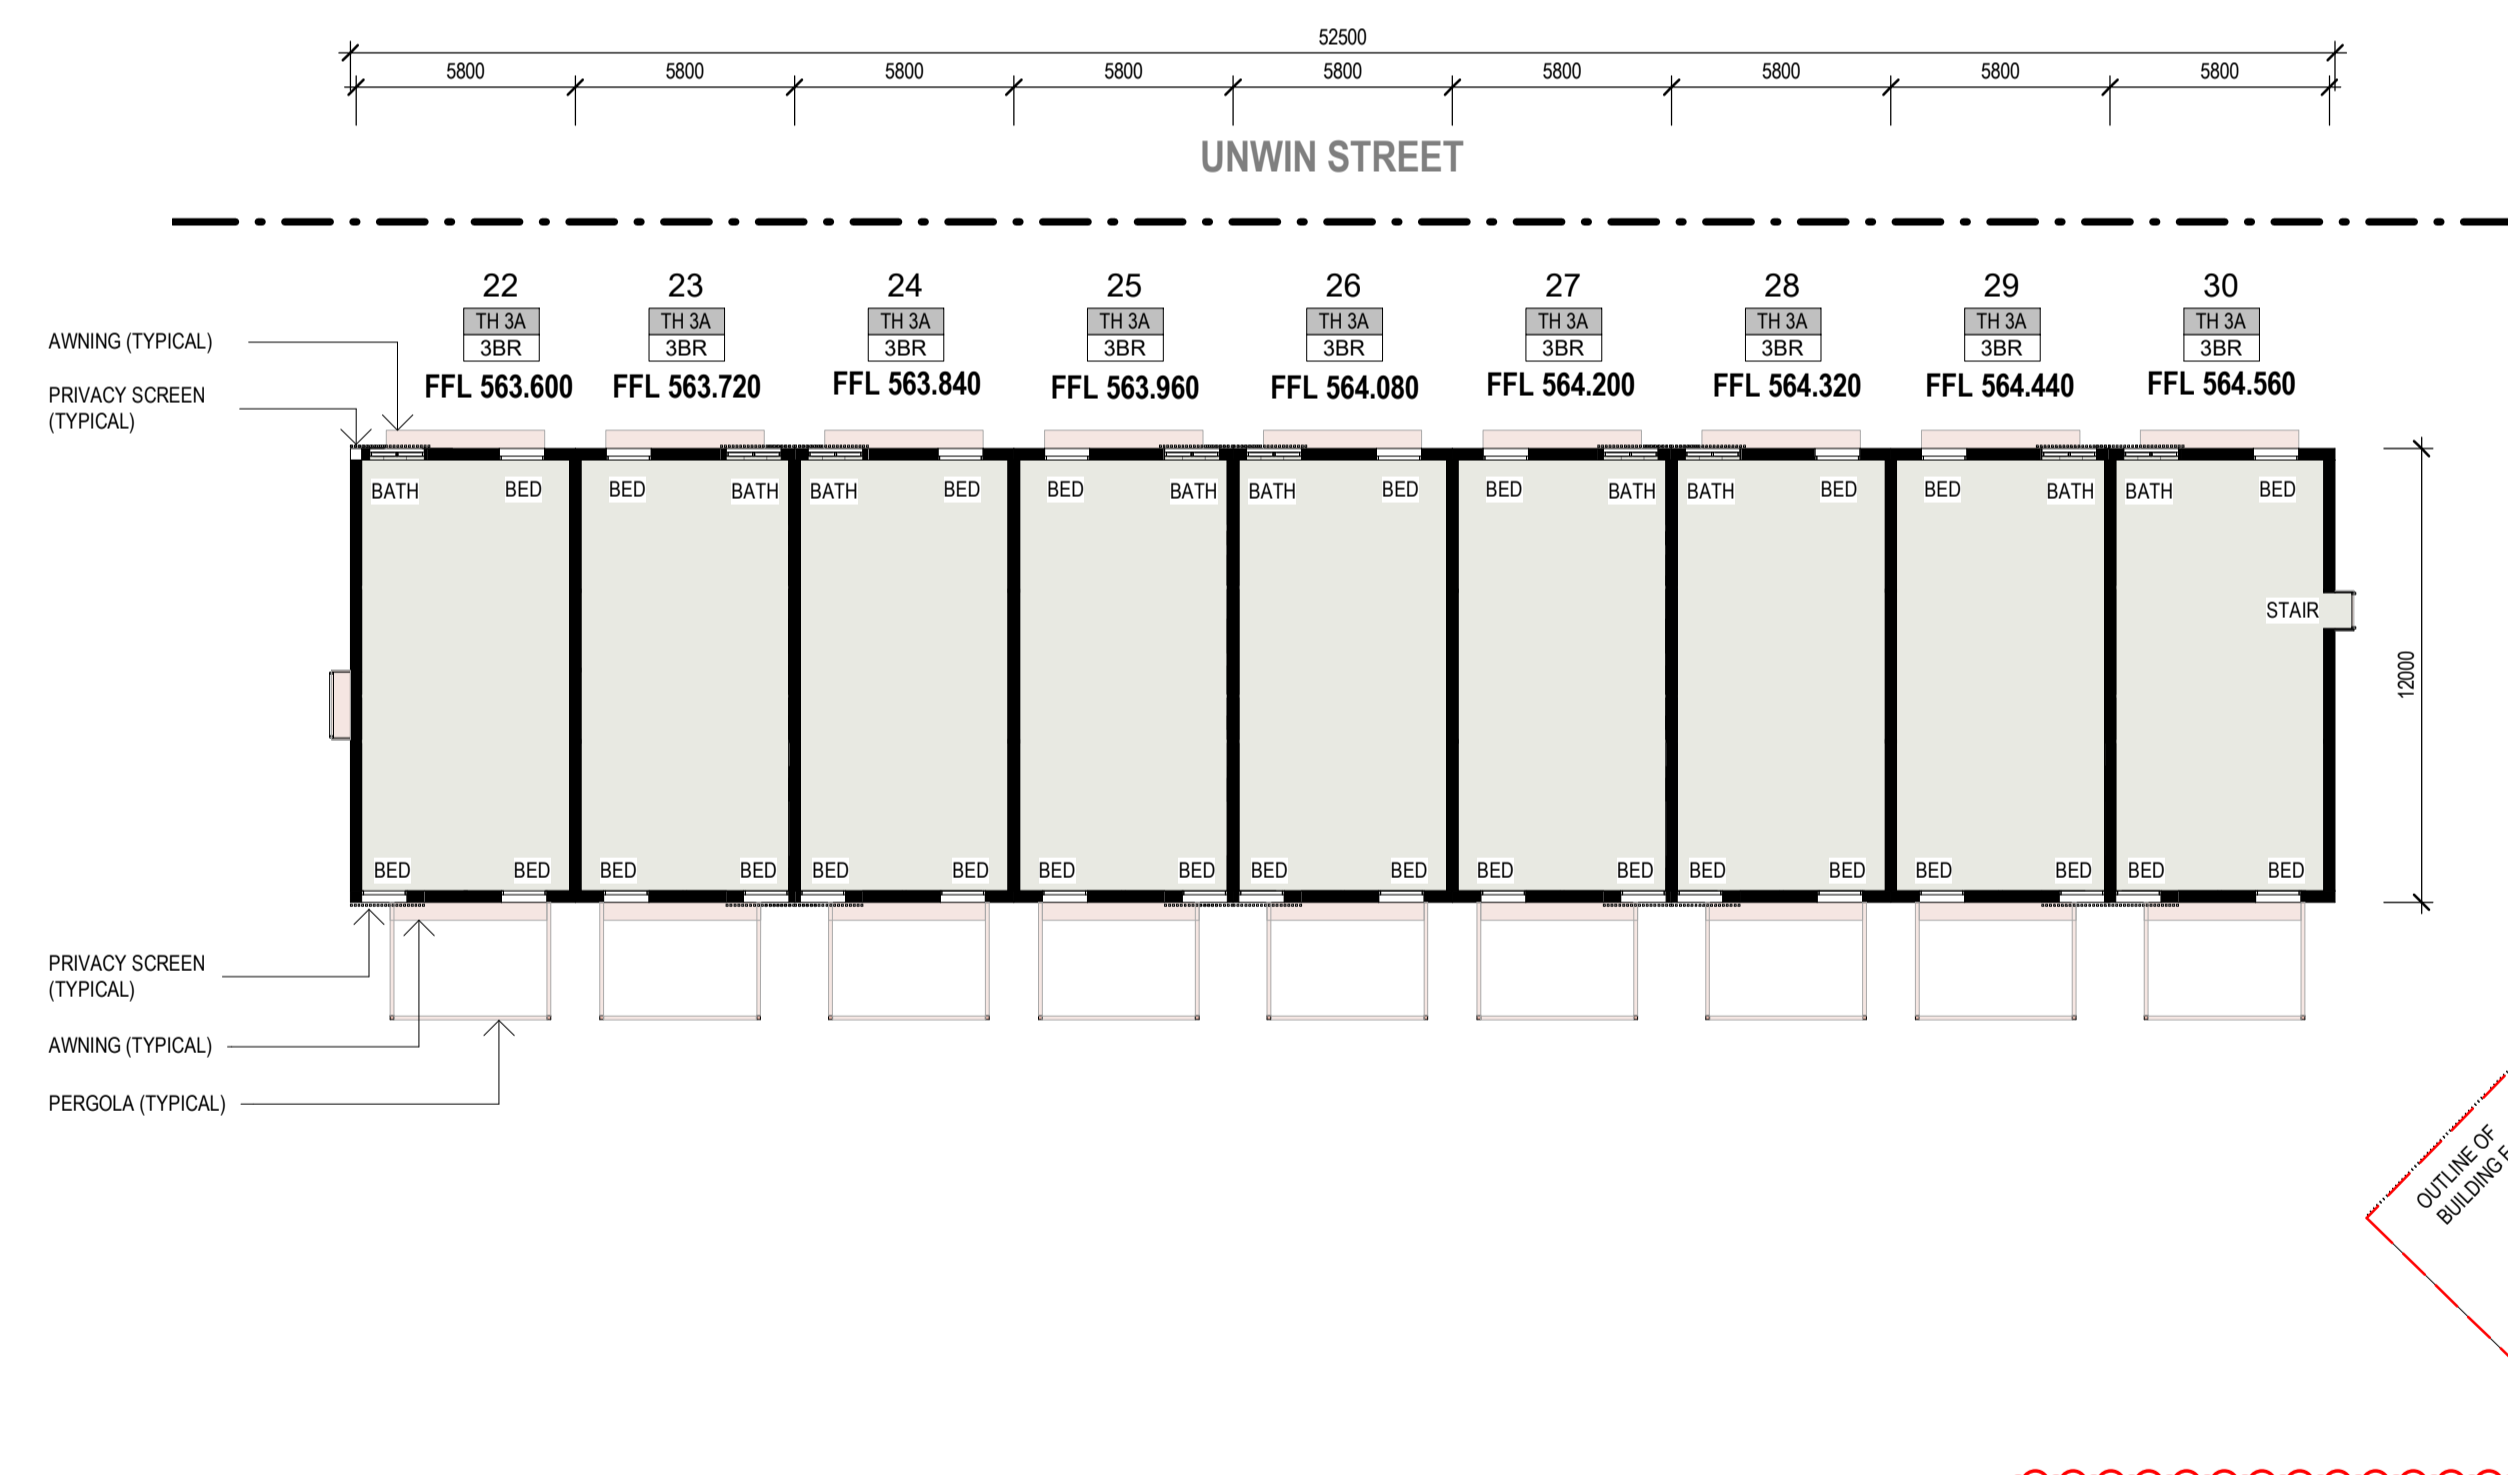 52500
5800 5800 5800 5800 5800 5800 5800 5800 5800
UNWIN STREET
22 23 24 25 26 27 28 29 30
TH 3A TH 3A TH 3A TH 3A TH 3A TH 3A TH 3A TH 3A TH 3A
3BR 3BR 3BR 3BR 3BR 3BR 3BR 3BR 3BR
FFL 563.600 FFL 563.720 FFL 563.840 FFL 563.960 FFL 564.080 FFL 564.200 FFL 564.320 FFL 564.440 FFL 564.560
AWNING (TYPICAL)
PRIVACY SCREEN
(TYPICAL)
BATH BED BED BATH BATH BED BED BATH BATH BED BED BATH BATH BED BED BATH BATH BED
STAIR
12000
BED BED BED BED BED BED BED BED BED BED BED BED BED BED BED BED BED BED
PRIVACY SCREEN
(TYPICAL)
AWNING (TYPICAL)
PERGOLA (TYPICAL)
OUTLINE OF
BUILDING